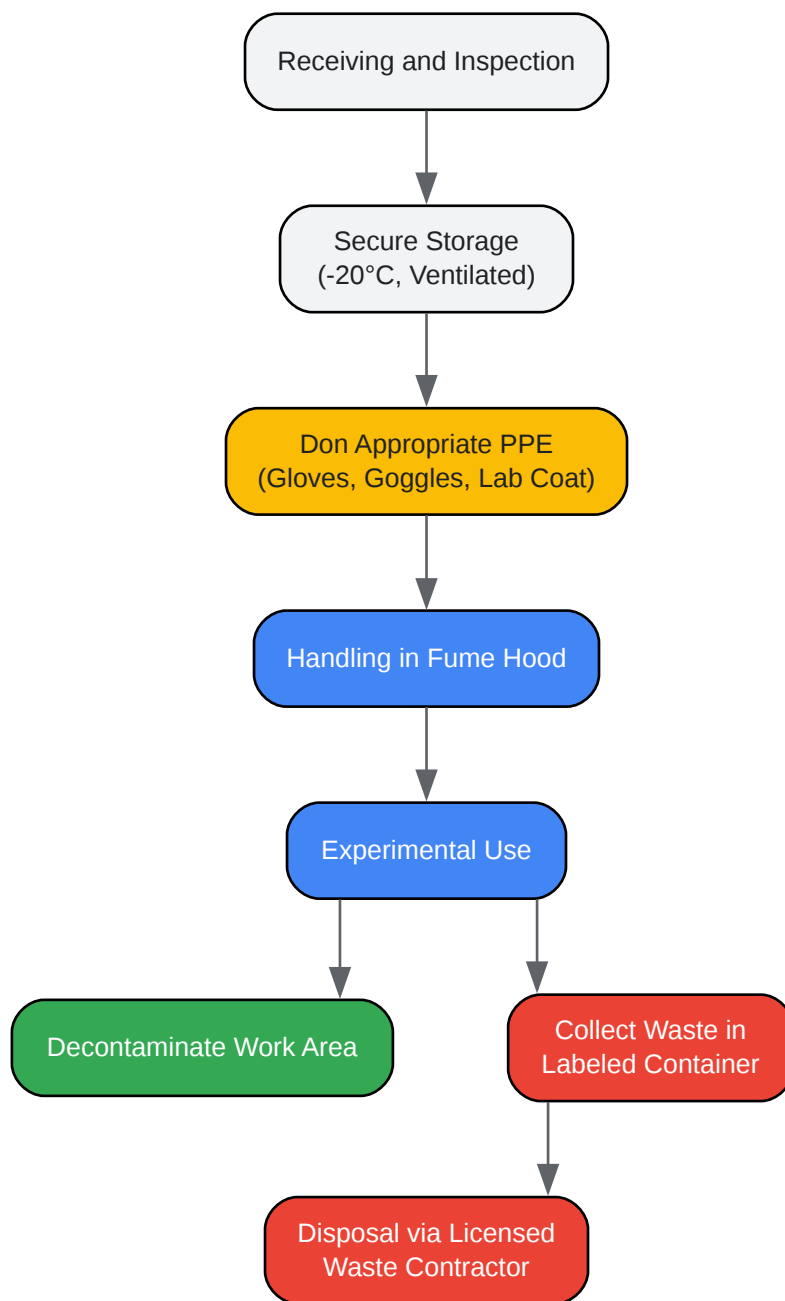 Receiving and Inspection
Secure Storage
(-20°C, Ventilated)
Don Appropriate PPE
(Gloves, Goggles, Lab Coat)
Handling in Fume Hood
Experimental Use
Decontaminate Work Area
Collect Waste in
Labeled Container
Disposal via Licensed
Waste Contractor